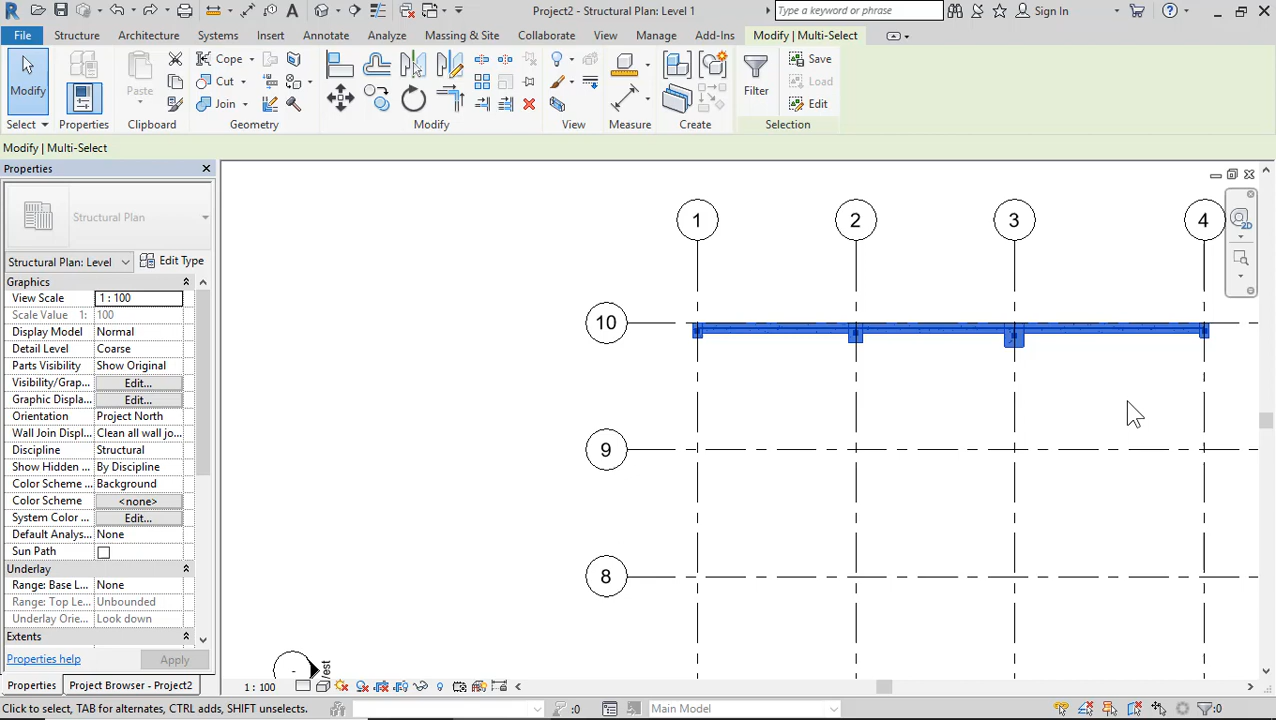 Project2 - Structural Plan: Level 1
Type a keyword or phrase
Sign In
File
Structure
Architecture
Systems
Insert
Annotate
Analyze
Massing & Site
Collaborate
View
Manage
Add-Ins
Modify | Multi-Select
Modify
Select
Properties
Paste
Clipboard
Cope
Cut
Join
Geometry
Modify
View
Measure
Create
Filter
Save
Load
Edit
Selection
Modify | Multi-Select
Properties
Structural Plan
Structural Plan: Level
Edit Type
Graphics
View Scale 1 : 100
Scale Value 1: 100
Display Model Normal
Detail Level Coarse
Parts Visibility Show Original
Visibility/Grap... Edit...
Graphic Displa... Edit...
Orientation Project North
Wall Join Displ... Clean all wall jo...
Discipline Structural
Show Hidden ... By Discipline
Color Scheme ... Background
Color Scheme <none>
System Color ... Edit...
Default Analys... None
Sun Path
Underlay
Range: Base L... None
Range: Top Le... Unbounded
Underlay Orie... Look down
Extents
Properties help
Apply
Properties
Project Browser - Project2
1
2
3
4
10
9
8
-
2D
1 : 100
Click to select, TAB for alternates, CTRL adds, SHIFT unselects.
:0
Main Model
:0